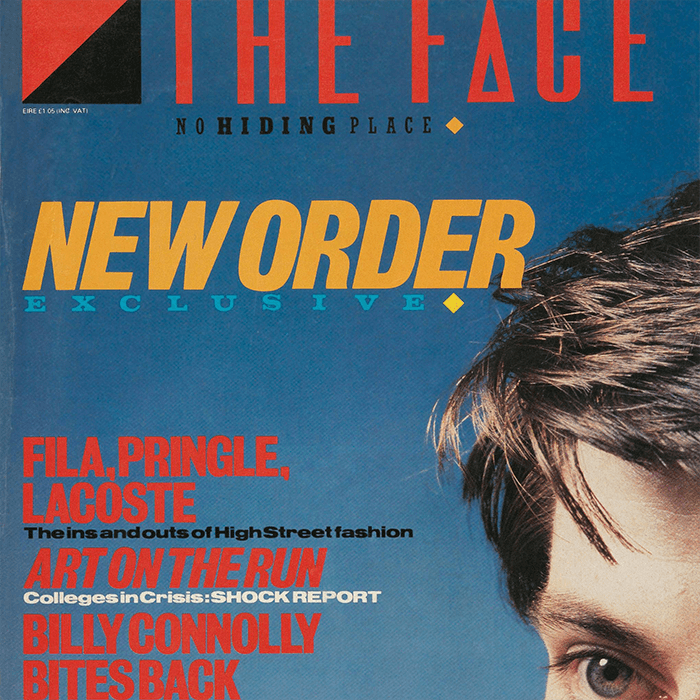 THE FACE
EIRE £1.05 (INC. VAT)
NO HIDING PLACE
NEW ORDER
EXCLUSIVE
FILA, PRINGLE,
LACOSTE
The ins and outs of High Street fashion
ART ON THE RUN
Colleges in Crisis: SHOCK REPORT
BILLY CONNOLLY
BITES BACK